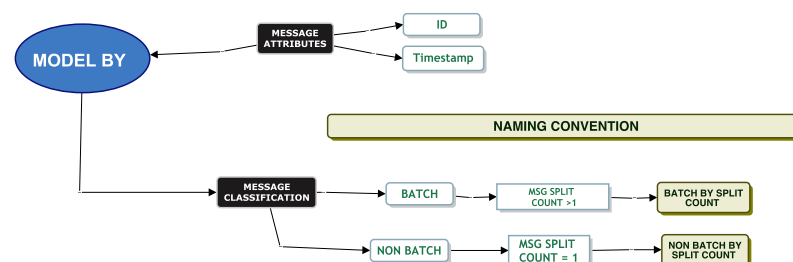 MODEL BY
MESSAGE
ATTRIBUTES
ID
Timestamp
NAMING CONVENTION
MESSAGE
CLASSIFICATION
BATCH
MSG SPLIT
COUNT >1
BATCH BY SPLIT
COUNT
NON BATCH
MSG SPLIT
COUNT = 1
NON BATCH BY
SPLIT COUNT